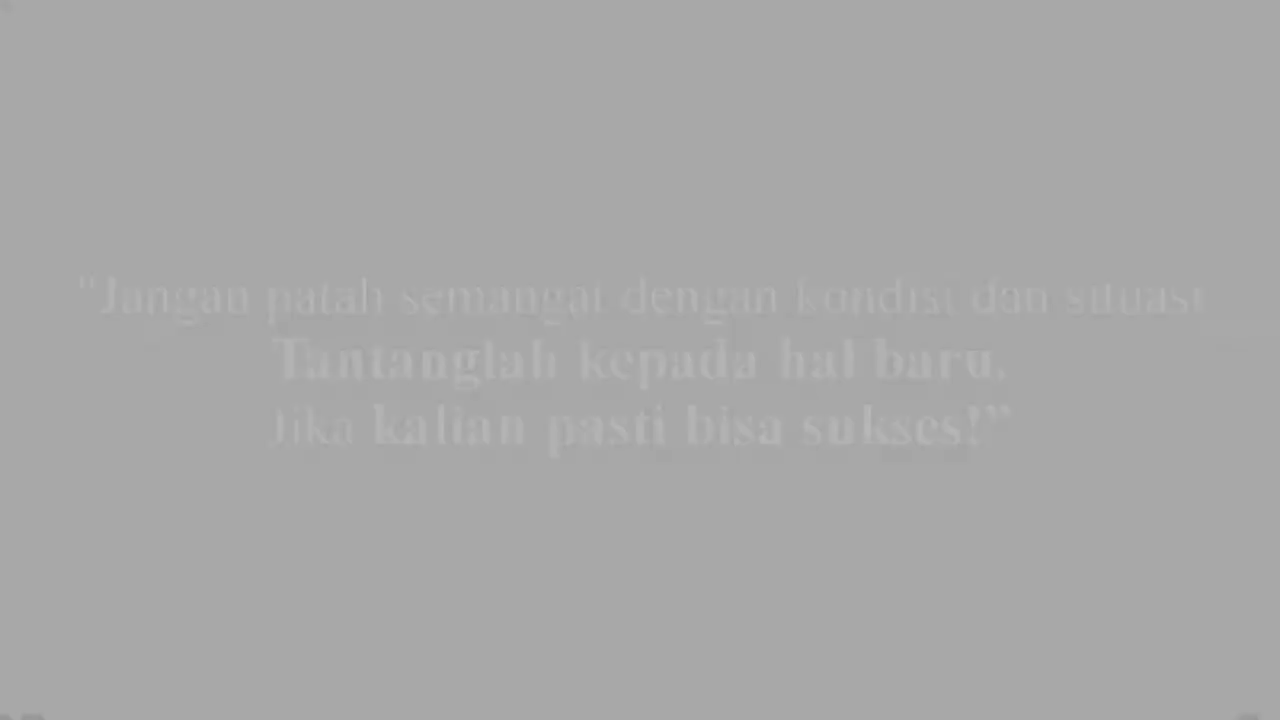 "Jangan patah semangat dengan kondisi dan situasi
Tantanglah kepada hal baru.
Jika kalian pasti bisa sukses!”